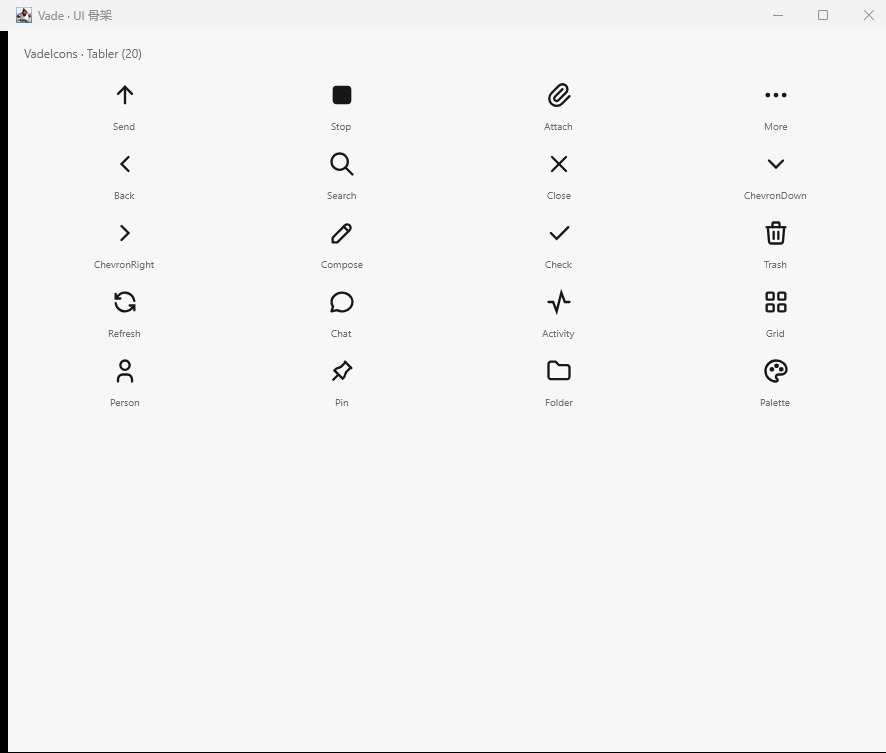 Vade · UI 骨架
VadeIcons · Tabler (20)
Send Stop Attach More
Back Search Close ChevronDown
ChevronRight Compose Check Trash
Refresh Chat Activity Grid
Person Pin Folder Palette